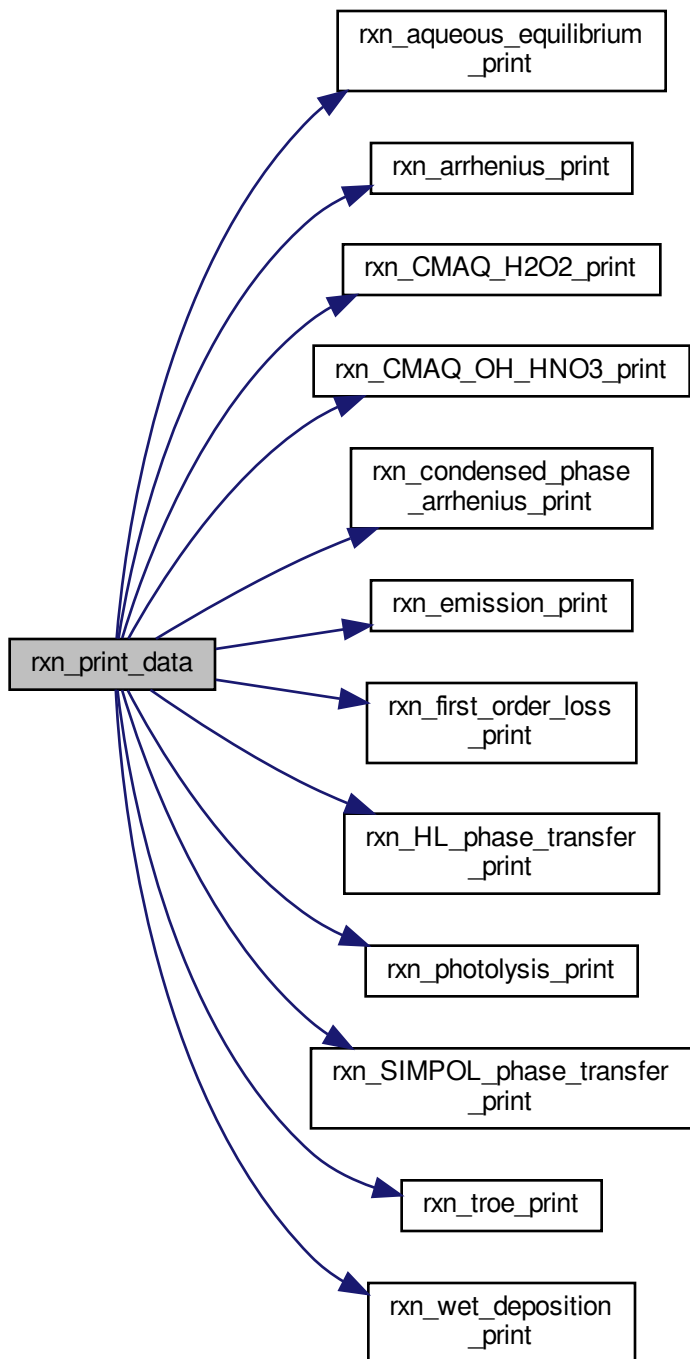 rxn_aqueous_equilibrium
_print
rxn_arrhenius_print
rxn_CMAQ_H2O2_print
rxn_CMAQ_OH_HNO3_print
rxn_condensed_phase
_arrhenius_print
rxn_print_data
rxn_emission_print
rxn_first_order_loss
_print
rxn_HL_phase_transfer
_print
rxn_photolysis_print
rxn_SIMPOL_phase_transfer
_print
rxn_troe_print
rxn_wet_deposition
_print